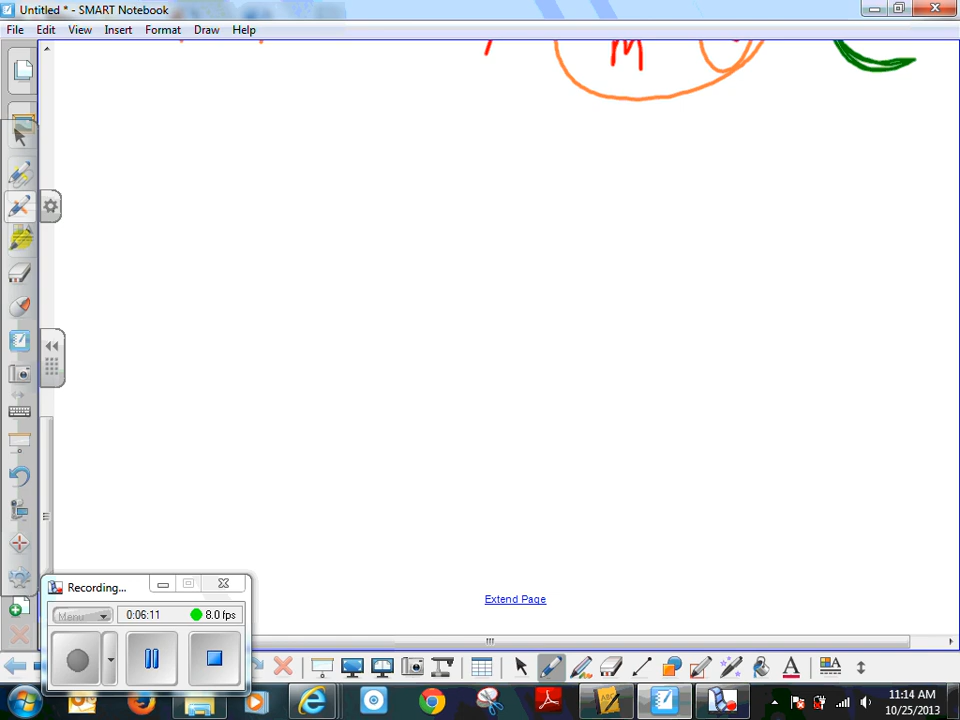 Untitled * - SMART Notebook
File Edit View Insert Format Draw Help
M
Recording...
Menu 0:06:11 8.0 fps
Extend Page
A
ABC
11:14 AM
10/25/2013